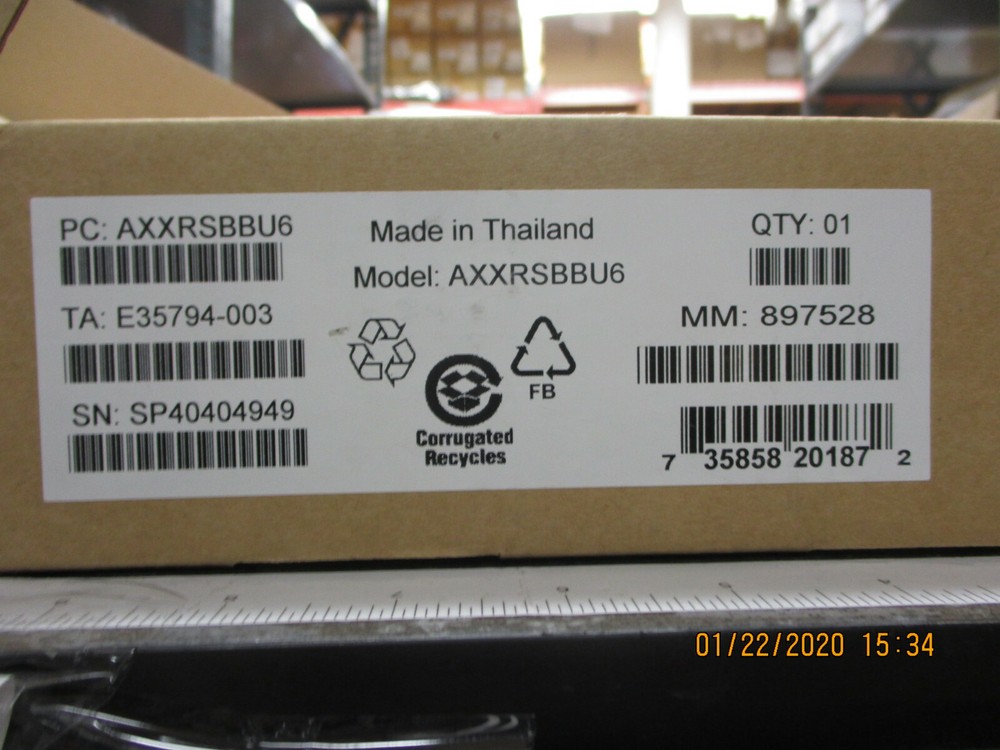 PC: AXXRSBBU6
TA: E35794-003
SN: SP40404949
Made in Thailand
Model: AXXRSBBU6
FB
Corrugated
Recycles
QTY: 01
MM: 897528
7 35858 20187 2
01/22/2020 15:34